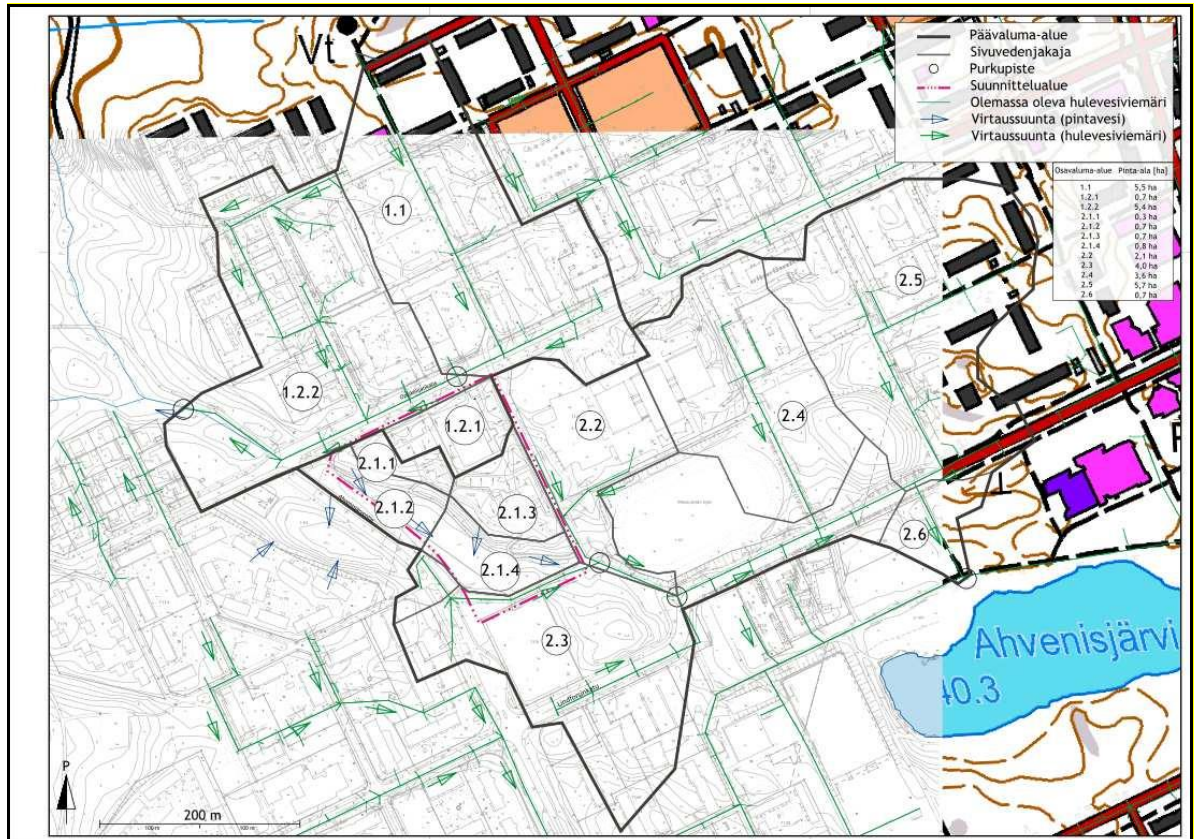 Vt
Päävaluma-alue
Sivuvedenjakaja
Purkupiste
Suunnittelualue
Olemassa oleva hulevesiviemäri
Virtaussuunta (pintavesi)
Virtaussuunta (hulevesiviemäri)
Osavaluma-alue Pinta-ala [ha]
1.1 5,5 ha
1.2.1 0,7 ha
1.2.2 5,4 ha
2.1.1 0,3 ha
2.1.2 0,7 ha
2.1.3 0,7 ha
2.1.4 0,8 ha
2.2 2,1 ha
2.3 4,0 ha
2.4 3,6 ha
2.5 5,7 ha
2.6 0,7 ha
1.1
2.5
1.2.2
1.2.1
2.2
2.4
2.1.1
2.1.2
2.1.3
2.6
2.1.4
2.3
Ahvenisjärvi
40.3
Lindforsinkatu
P
200 m
100 m 100 m